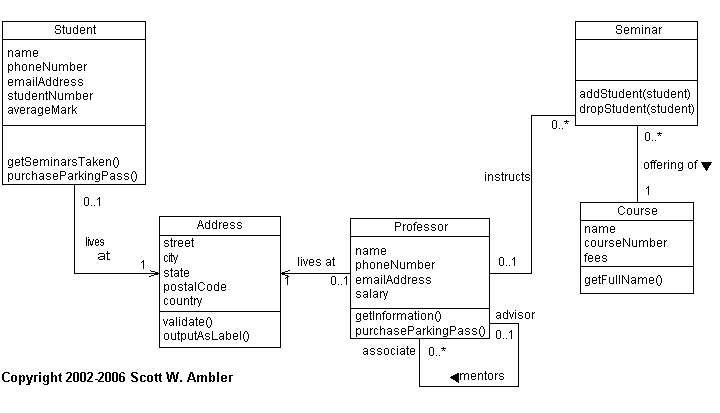 Student
name
phoneNumber
emailAddress
studentNumber
averageMark
getSeminarsTaken()
purchaseParkingPass()
0..1
lives
at
1
Address
street
city
state
postalCode
country
validate()
outputAsLabel()
lives at
1
0..1
Professor
name
phoneNumber
emailAddress
salary
getInformation()
purchaseParkingPass()
0..1
instructs
0..*
advisor
0..1
associate
0..*
mentors
Seminar
addStudent(student)
dropStudent(student)
0..*
offering of
1
Course
name
courseNumber
fees
getFullName()
Copyright 2002-2006 Scott W. Ambler